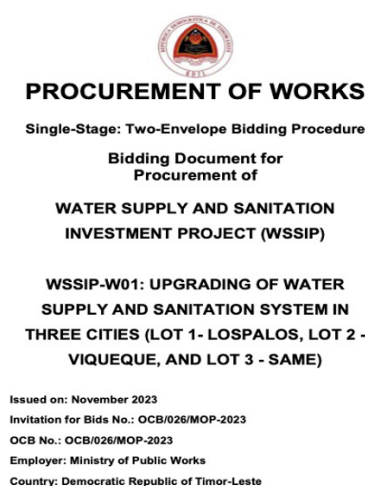 PROCUREMENT OF WORKS
Single-Stage: Two-Envelope Bidding Procedure
Bidding Document for
Procurement of
WATER SUPPLY AND SANITATION
INVESTMENT PROJECT (WSSIP)
WSSIP-W01: UPGRADING OF WATER
SUPPLY AND SANITATION SYSTEM IN
THREE CITIES (LOT 1- LOSPALOS, LOT 2 -
VIQUEQUE, AND LOT 3 - SAME)
Issued on: November 2023
Invitation for Bids No.: OCB/026/MOP-2023
OCB No.: OCB/026/MOP-2023
Employer: Ministry of Public Works
Country: Democratic Republic of Timor-Leste